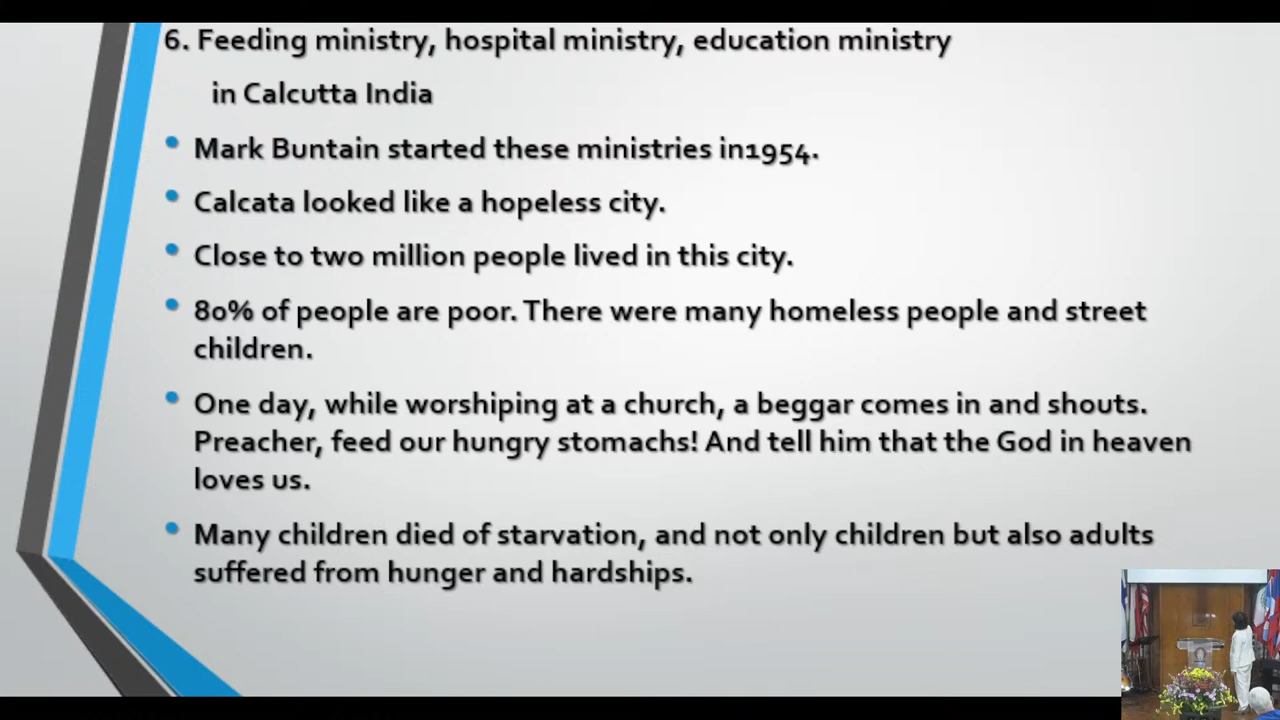 6. Feeding ministry, hospital ministry, education ministry
in Calcutta India
• Mark Buntain started these ministries in1954.
• Calcata looked like a hopeless city.
• Close to two million people lived in this city.
• 80% of people are poor. There were many homeless people and street
children.
• One day, while worshiping at a church, a beggar comes in and shouts.
Preacher, feed our hungry stomachs! And tell him that the God in heaven
loves us.
• Many children died of starvation, and not only children but also adults
suffered from hunger and hardships.